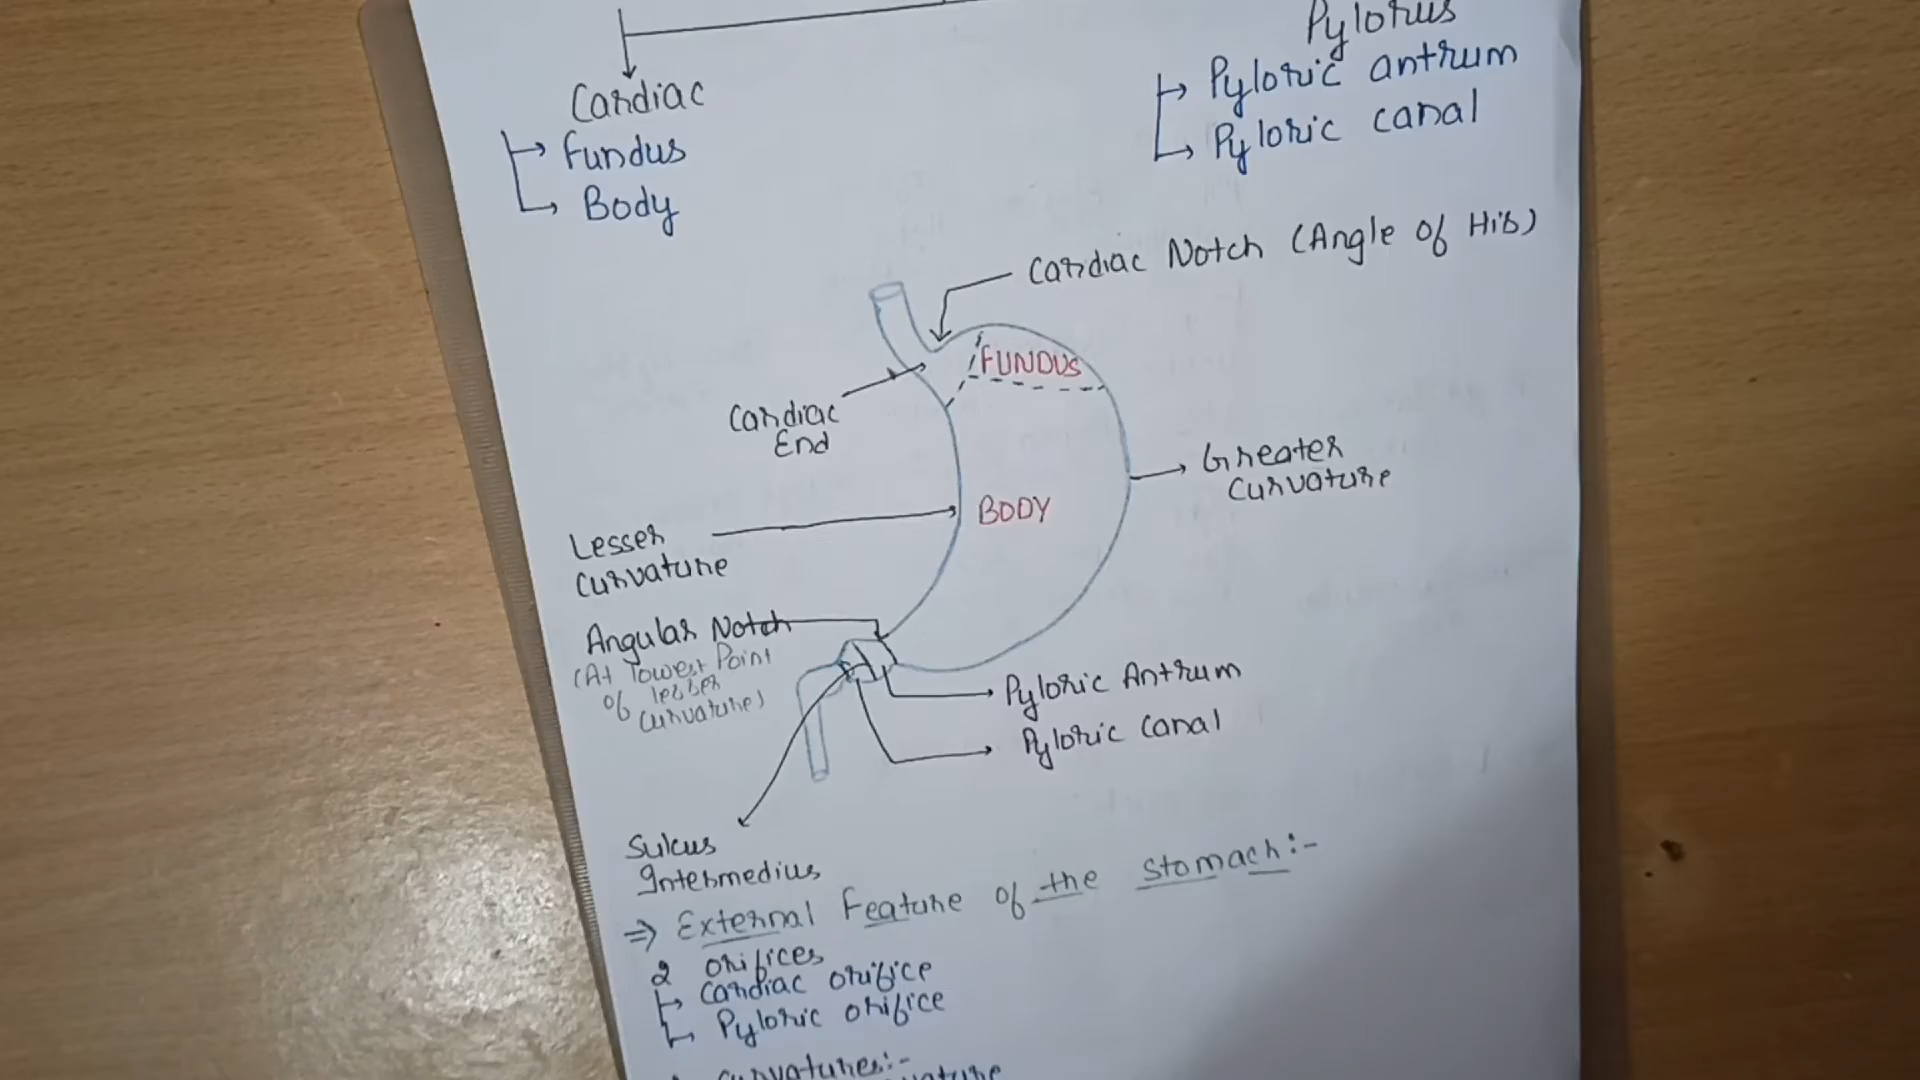 Pylorus
Pyloric antrum
Pyloric canal
Cardiac
Fundus
Body
Cardiac Notch (Angle of His)
FUNDUS
Cardiac
End
Greater
Curvature
BODY
Lesser
Curvature
Angular Notch
(At lowest Point
of lesser
Curvature)
Pyloric Antrum
Pyloric Canal
Sulcus
Intermedius
⇒ External Feature of the Stomach:-
2 orifices
Cardiac orifice
Pyloric orifice
Curvatures:-